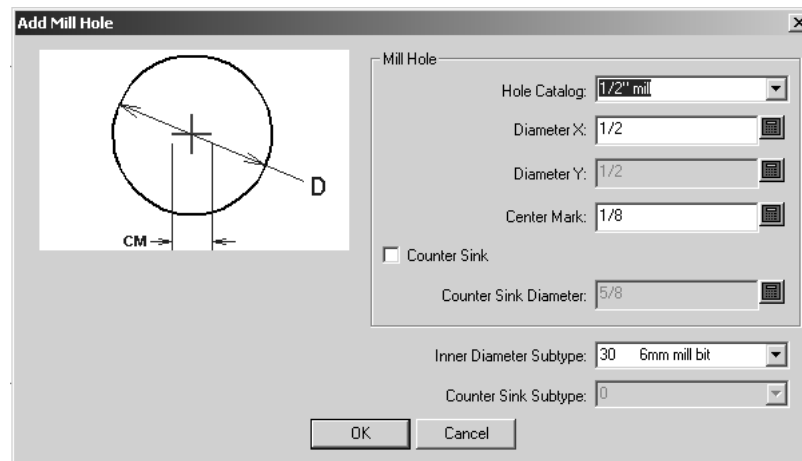 Add Mill Hole
Mill Hole
Hole Catalog: 1/2" mill
Diameter X: 1/2
Diameter Y: 1/2
Center Mark: 1/8
Counter Sink
Counter Sink Diameter: 5/8
D
CM
Inner Diameter Subtype: 30 6mm mill bit
Counter Sink Subtype: 0
OK Cancel